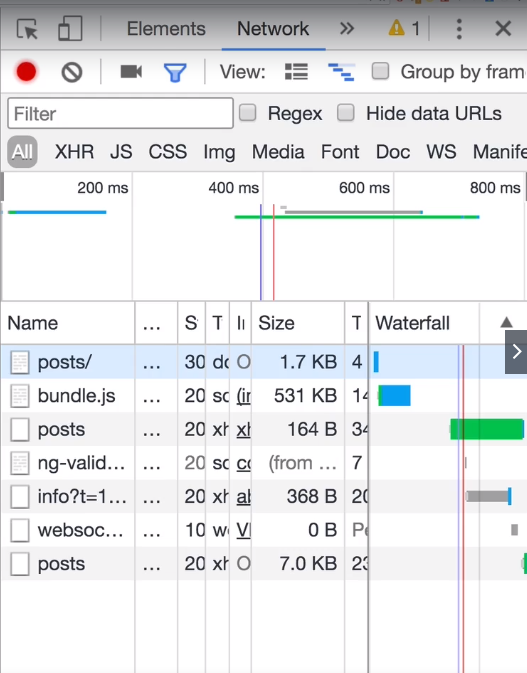 Elements Network » 1
View: Group by fram
Filter Regex Hide data URLs
All XHR JS CSS Img Media Font Doc WS Manife
200 ms 400 ms 600 ms 800 ms
Name ... S T Size T Waterfall
posts/ ... 30 O 1.7 KB 4
bundle.js ... 20 sc (in 531 KB 14
posts ... 20 xh xh 164 B 34
ng-valid... ... 20 sc (from ... 7
info?t=1... ... 20 xh ab 368 B 20
websoc... ... 10 VI 0 B Pe
posts ... 20 xh O 7.0 KB 23